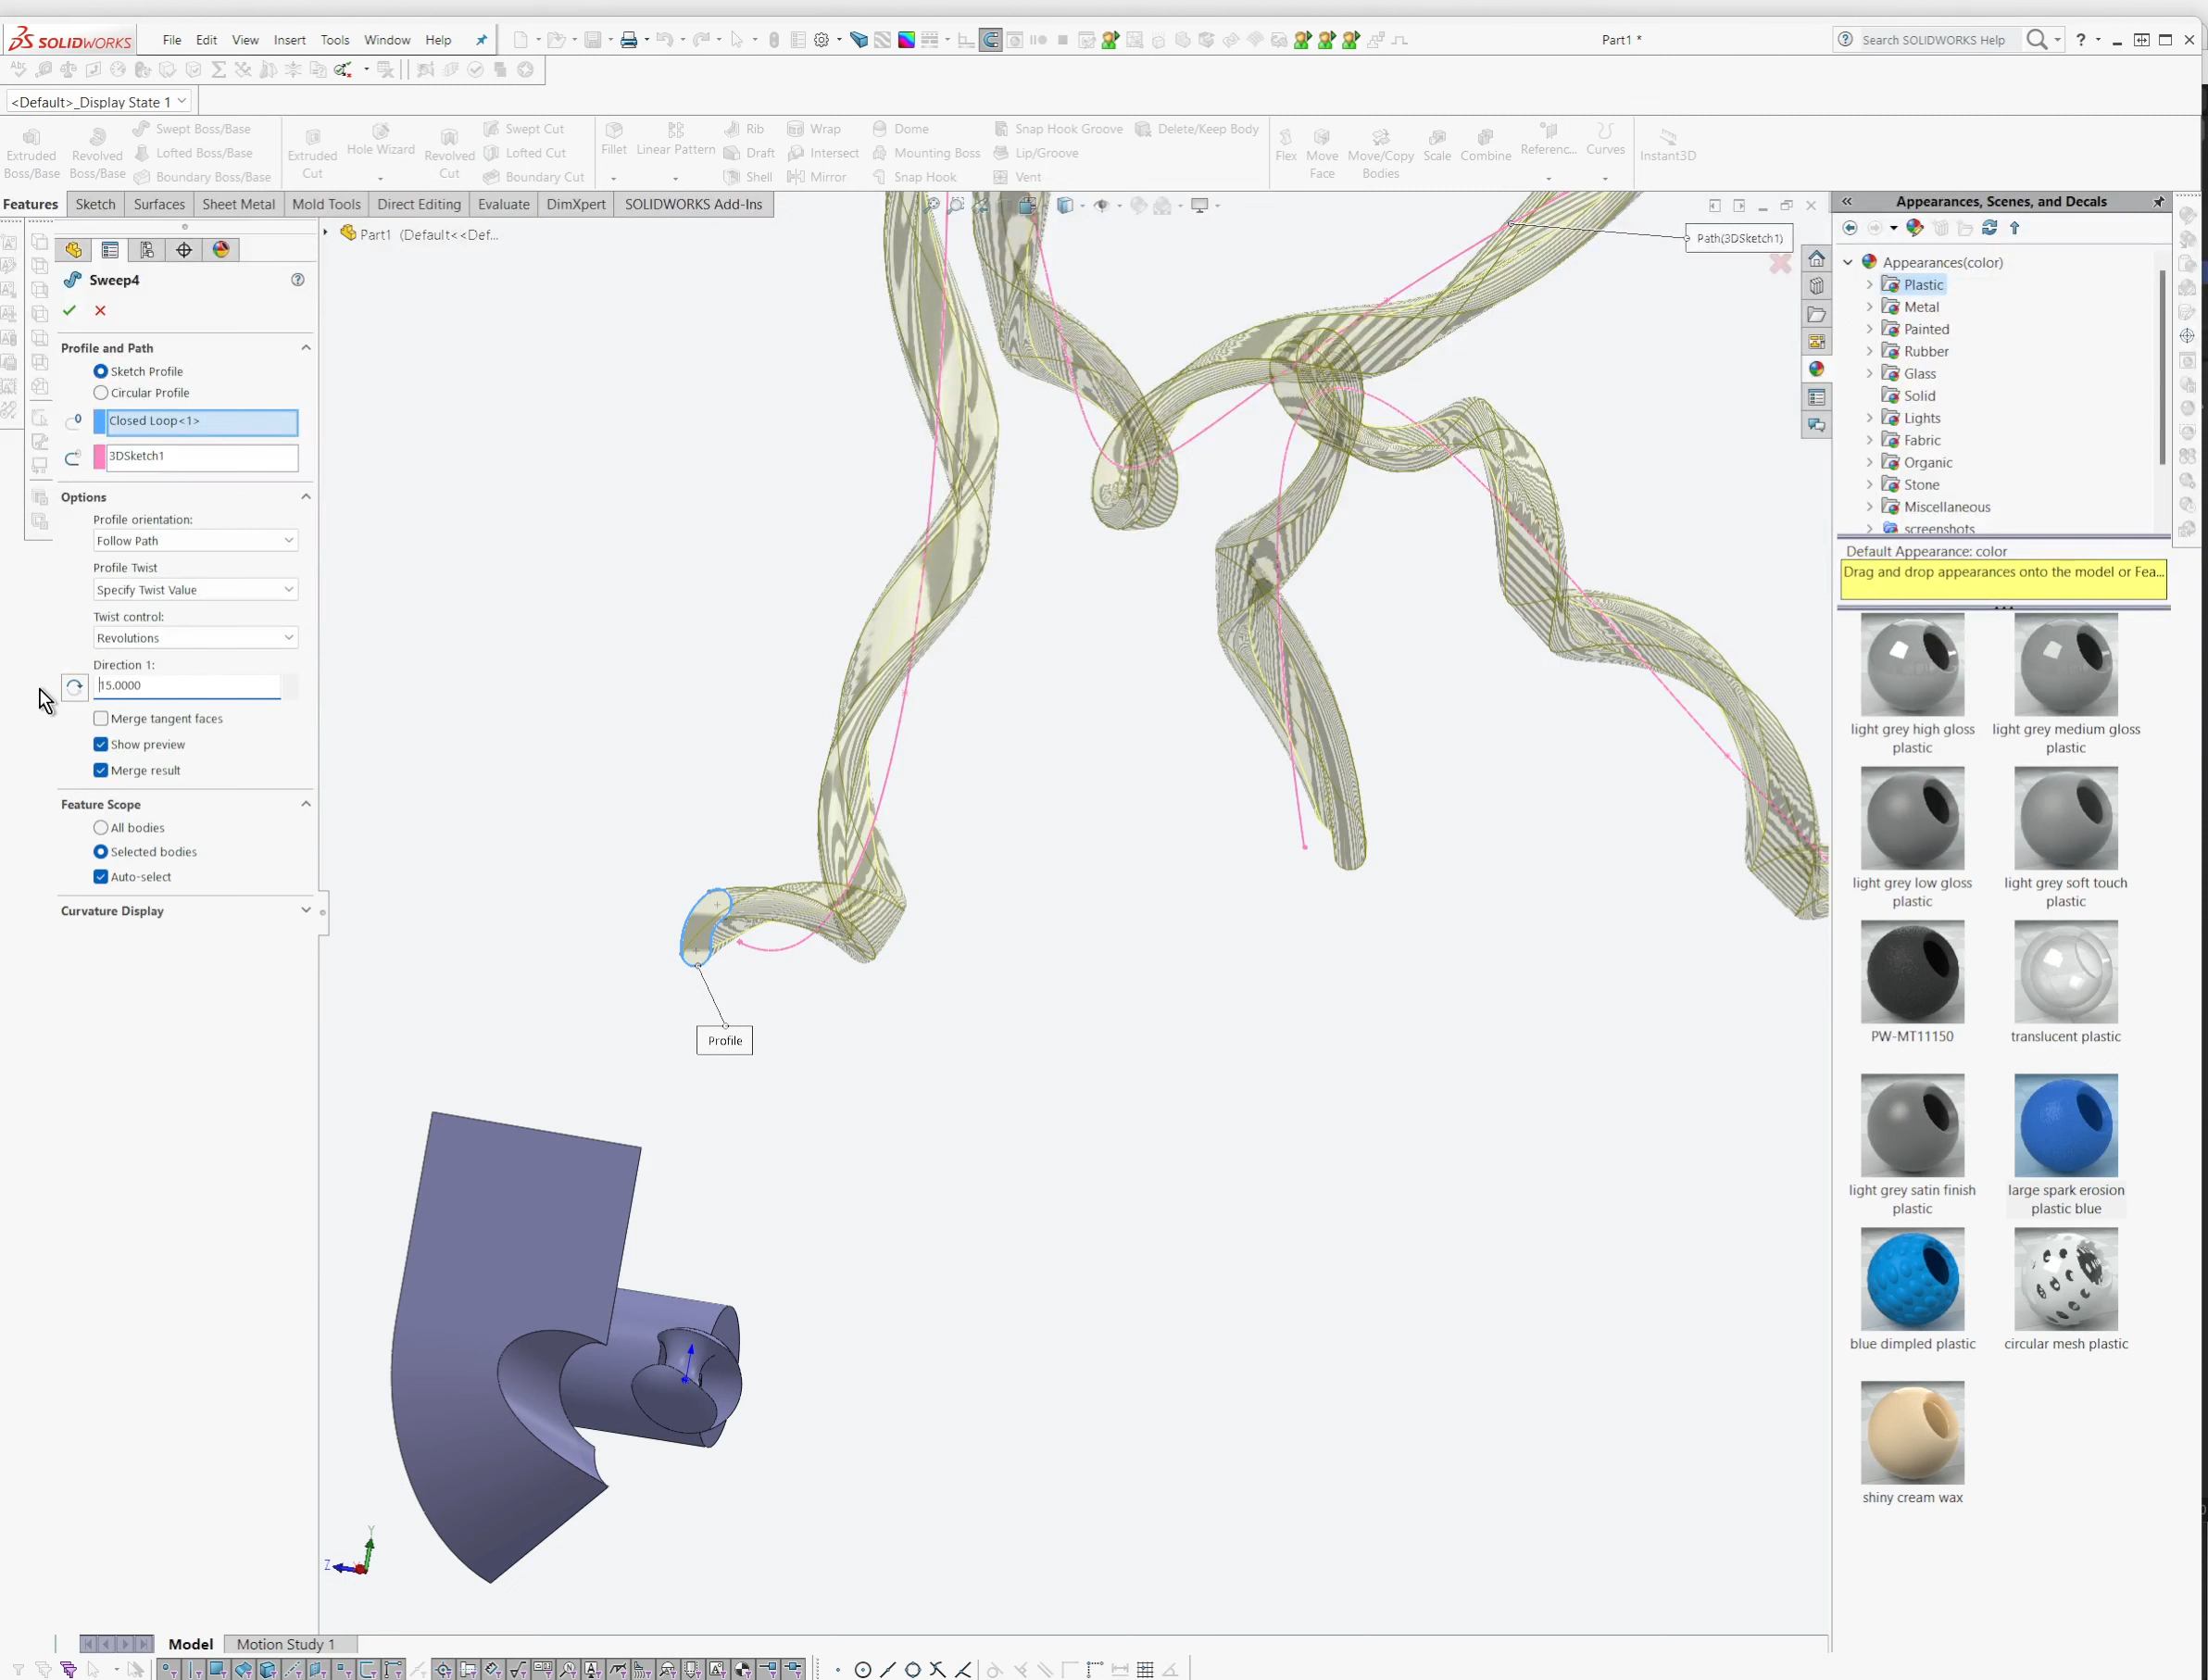 SOLIDWORKS
File Edit View Insert Tools Window Help
Part1 *
Search SOLIDWORKS Help
<Default>_Display State 1
Extruded Boss/Base
Revolved Boss/Base
Swept Boss/Base
Lofted Boss/Base
Boundary Boss/Base
Extruded Cut
Hole Wizard
Revolved Cut
Swept Cut
Lofted Cut
Boundary Cut
Fillet
Linear Pattern
Rib
Draft
Shell
Wrap
Intersect
Mirror
Dome
Mounting Boss
Snap Hook
Snap Hook Groove
Lip/Groove
Vent
Delete/Keep Body
Flex
Move Face
Move/Copy Bodies
Scale
Combine
Referenc...
Curves
Instant3D
Features Sketch Surfaces Sheet Metal Mold Tools Direct Editing Evaluate DimXpert SOLIDWORKS Add-Ins
Part1 (Default<<Def...
Sweep4
Profile and Path
Sketch Profile
Circular Profile
Closed Loop<1>
3DSketch1
Options
Profile orientation:
Follow Path
Profile Twist
Specify Twist Value
Twist control:
Revolutions
Direction 1:
15.0000
Merge tangent faces
Show preview
Merge result
Feature Scope
All bodies
Selected bodies
Auto-select
Curvature Display
Path(3DSketch1)
Profile
Y
Z
Appearances, Scenes, and Decals
Appearances(color)
Plastic
Metal
Painted
Rubber
Glass
Solid
Lights
Fabric
Organic
Stone
Miscellaneous
screenshots
Default Appearance: color
Drag and drop appearances onto the model or Fea...
light grey high gloss plastic
light grey medium gloss plastic
light grey low gloss plastic
light grey soft touch plastic
PW-MT11150
translucent plastic
light grey satin finish plastic
large spark erosion plastic blue
blue dimpled plastic
circular mesh plastic
shiny cream wax
Model Motion Study 1